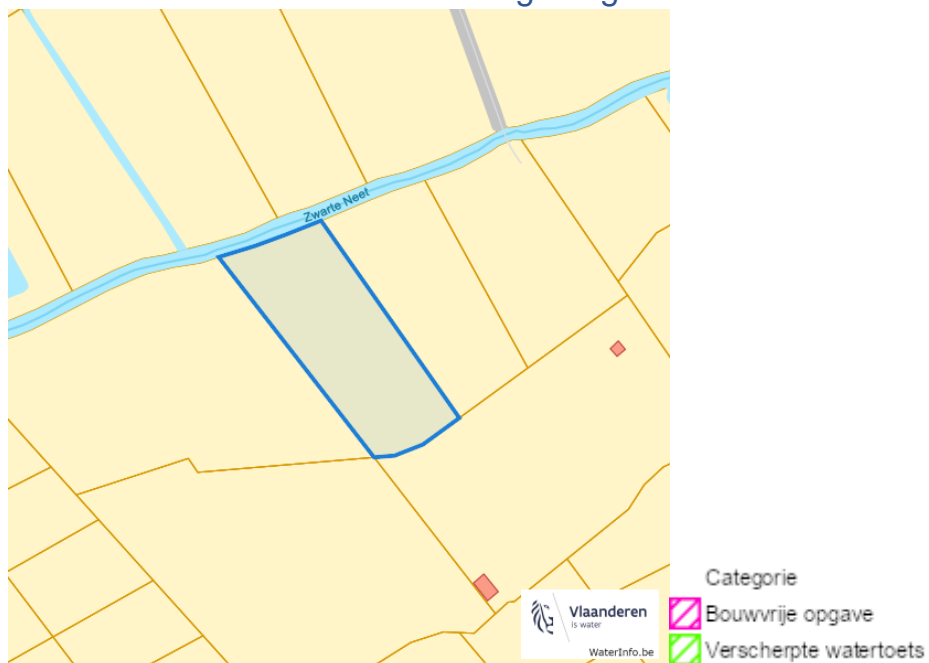 Zwarte Neet
Vlaanderen
is water
WaterInfo.be
Categorie
Bouwvrije opgave
Verscherpte watertoets